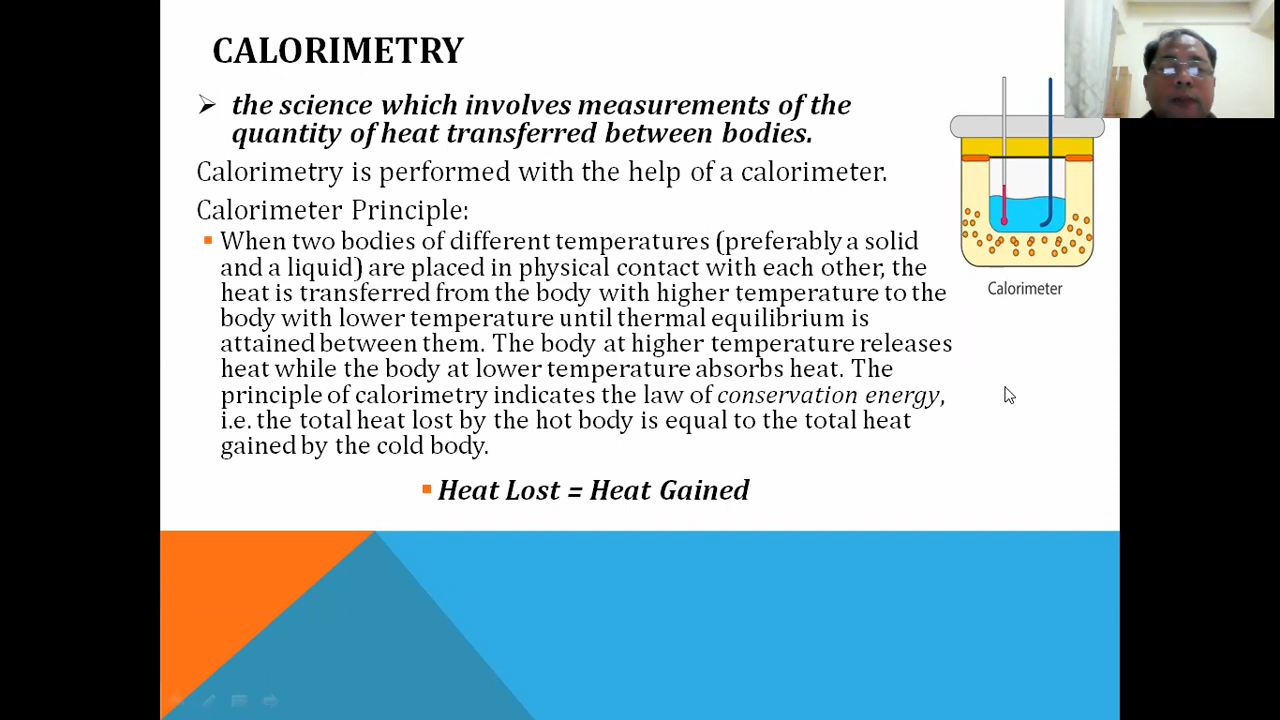 CALORIMETRY
the science which involves measurements of the
quantity of heat transferred between bodies.
Calorimetry is performed with the help of a calorimeter.
Calorimeter Principle:
When two bodies of different temperatures (preferably a solid
and a liquid) are placed in physical contact with each other, the
heat is transferred from the body with higher temperature to the
body with lower temperature until thermal equilibrium is
attained between them. The body at higher temperature releases
heat while the body at lower temperature absorbs heat. The
principle of calorimetry indicates the law of conservation energy,
i.e. the total heat lost by the hot body is equal to the total heat
gained by the cold body.
Heat Lost = Heat Gained
Calorimeter